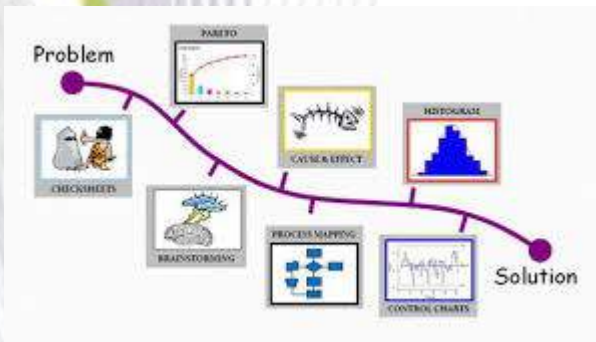 Problem
PARETO
CHECKSHEETS
BRAINSTORMING
CAUSE & EFFECT
PROCESS MAPPING
HISTOGRAM
CONTROL CHARTS
Solution